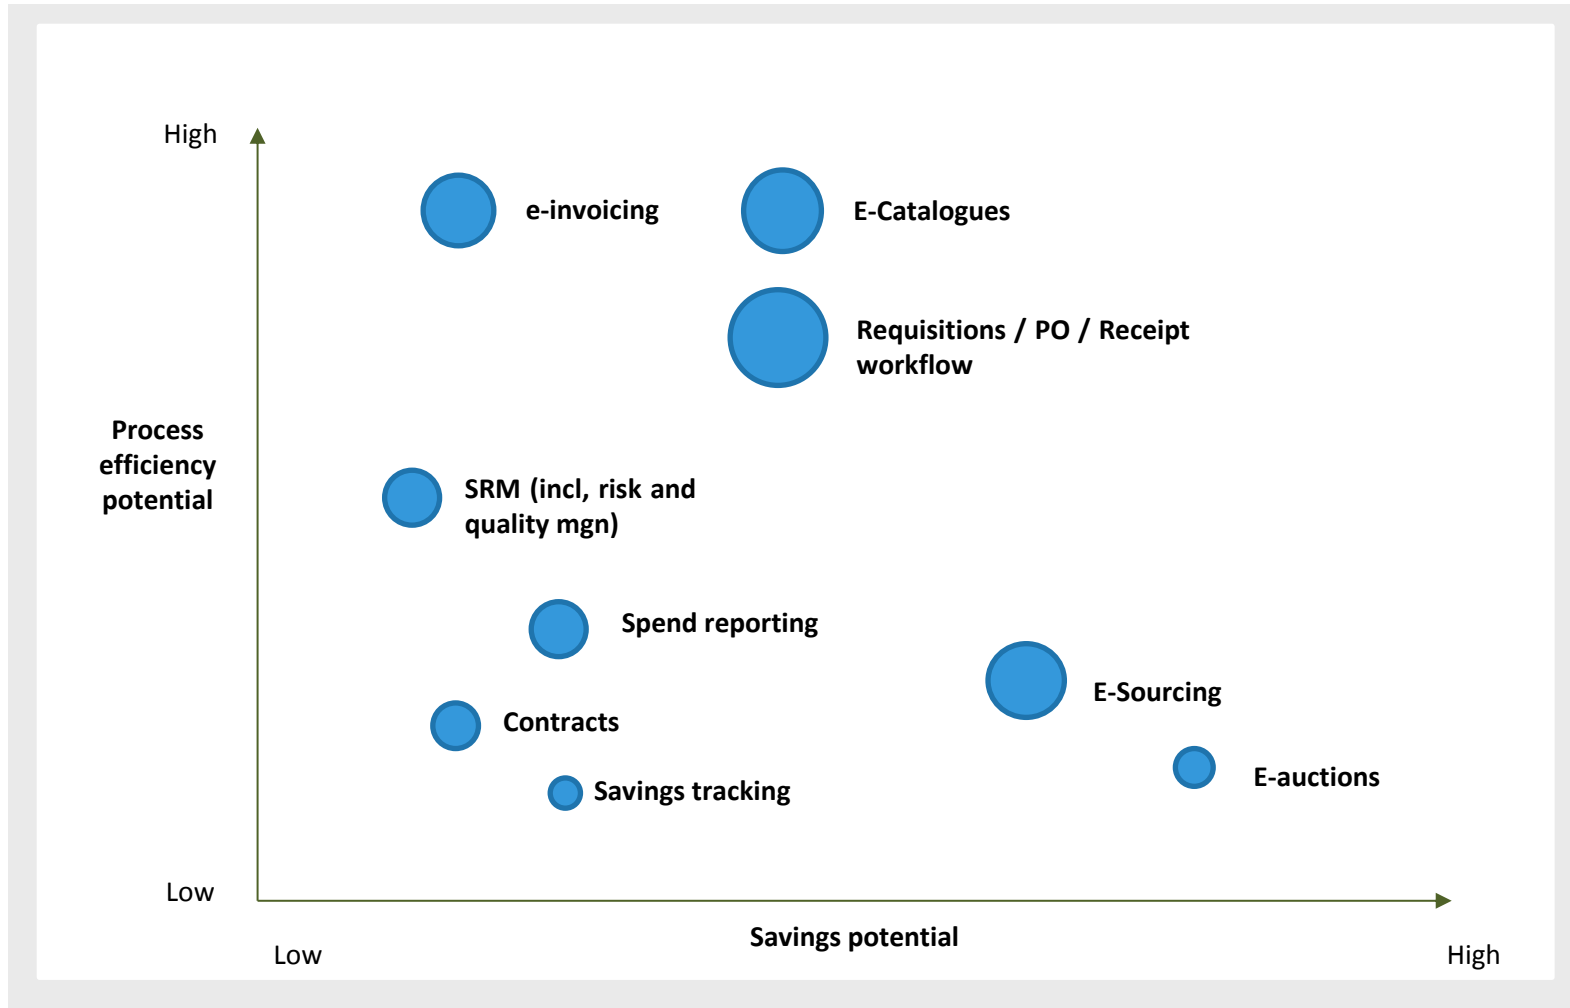 High
e-invoicing
E-Catalogues
Requisitions / PO / Receipt
workflow
Process
efficiency
potential
SRM (incl, risk and
quality mgn)
Spend reporting
E-Sourcing
Contracts
E-auctions
Savings tracking
Low
Savings potential
Low
High